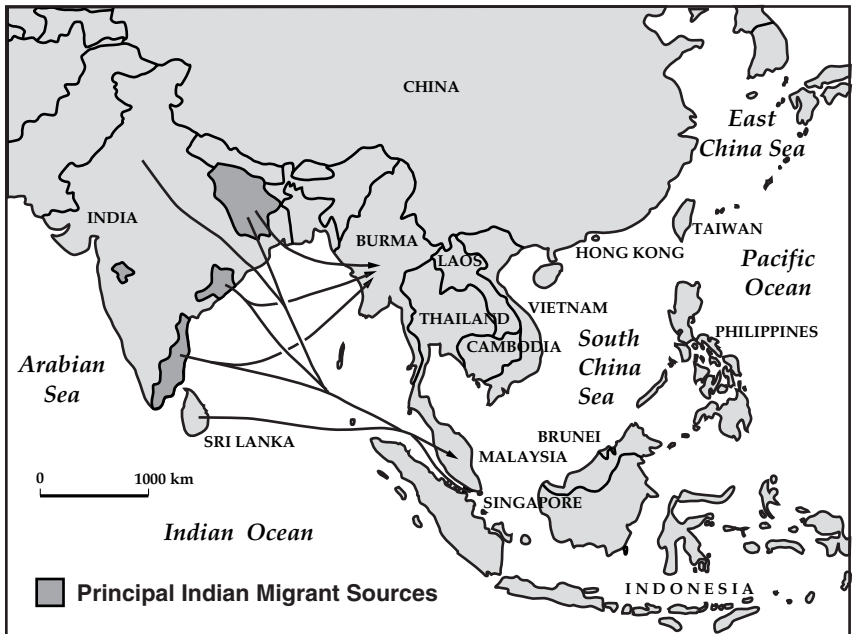 CHINA
East
China Sea
INDIA
BURMA
TAIWAN
HONG KONG
LAOS
Pacific
Ocean
VIETNAM
THAILAND
PHILIPPINES
South
China
Sea
CAMBODIA
Arabian
Sea
SRI LANKA
BRUNEI
MALAYSIA
0 1000 km
SINGAPORE
Indian Ocean
INDONESIA
Principal Indian Migrant Sources